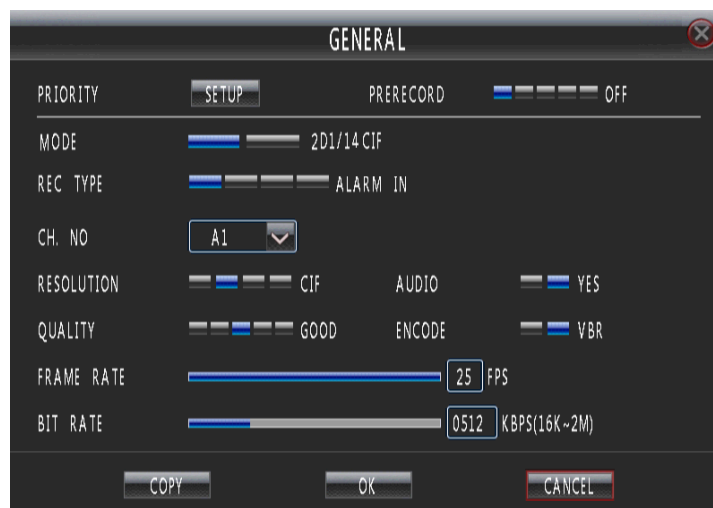 GENERAL
PRIORITY SETUP PRERECORD OFF
MODE 2D1/14CIF
REC TYPE ALARM IN
CH. NO A1
RESOLUTION CIF AUDIO YES
QUALITY GOOD ENCODE VBR
FRAME RATE 25 FPS
BIT RATE 0512 KBPS(16K~2M)
COPY OK CANCEL